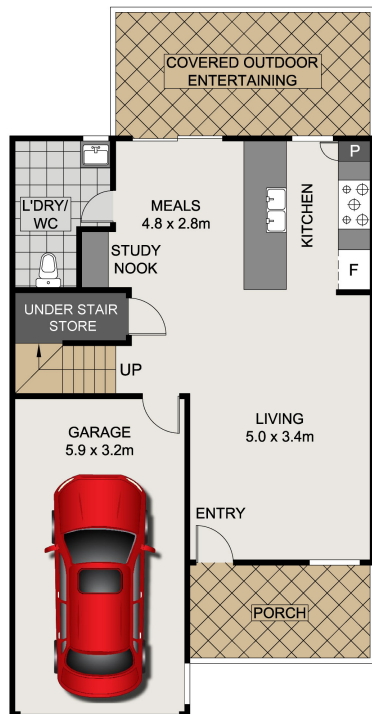 COVERED OUTDOOR
ENTERTAINING
P
L'DRY/
WC
MEALS
4.8 x 2.8m
KITCHEN
STUDY
NOOK
F
UNDER STAIR
STORE
UP
GARAGE
5.9 x 3.2m
LIVING
5.0 x 3.4m
ENTRY
PORCH